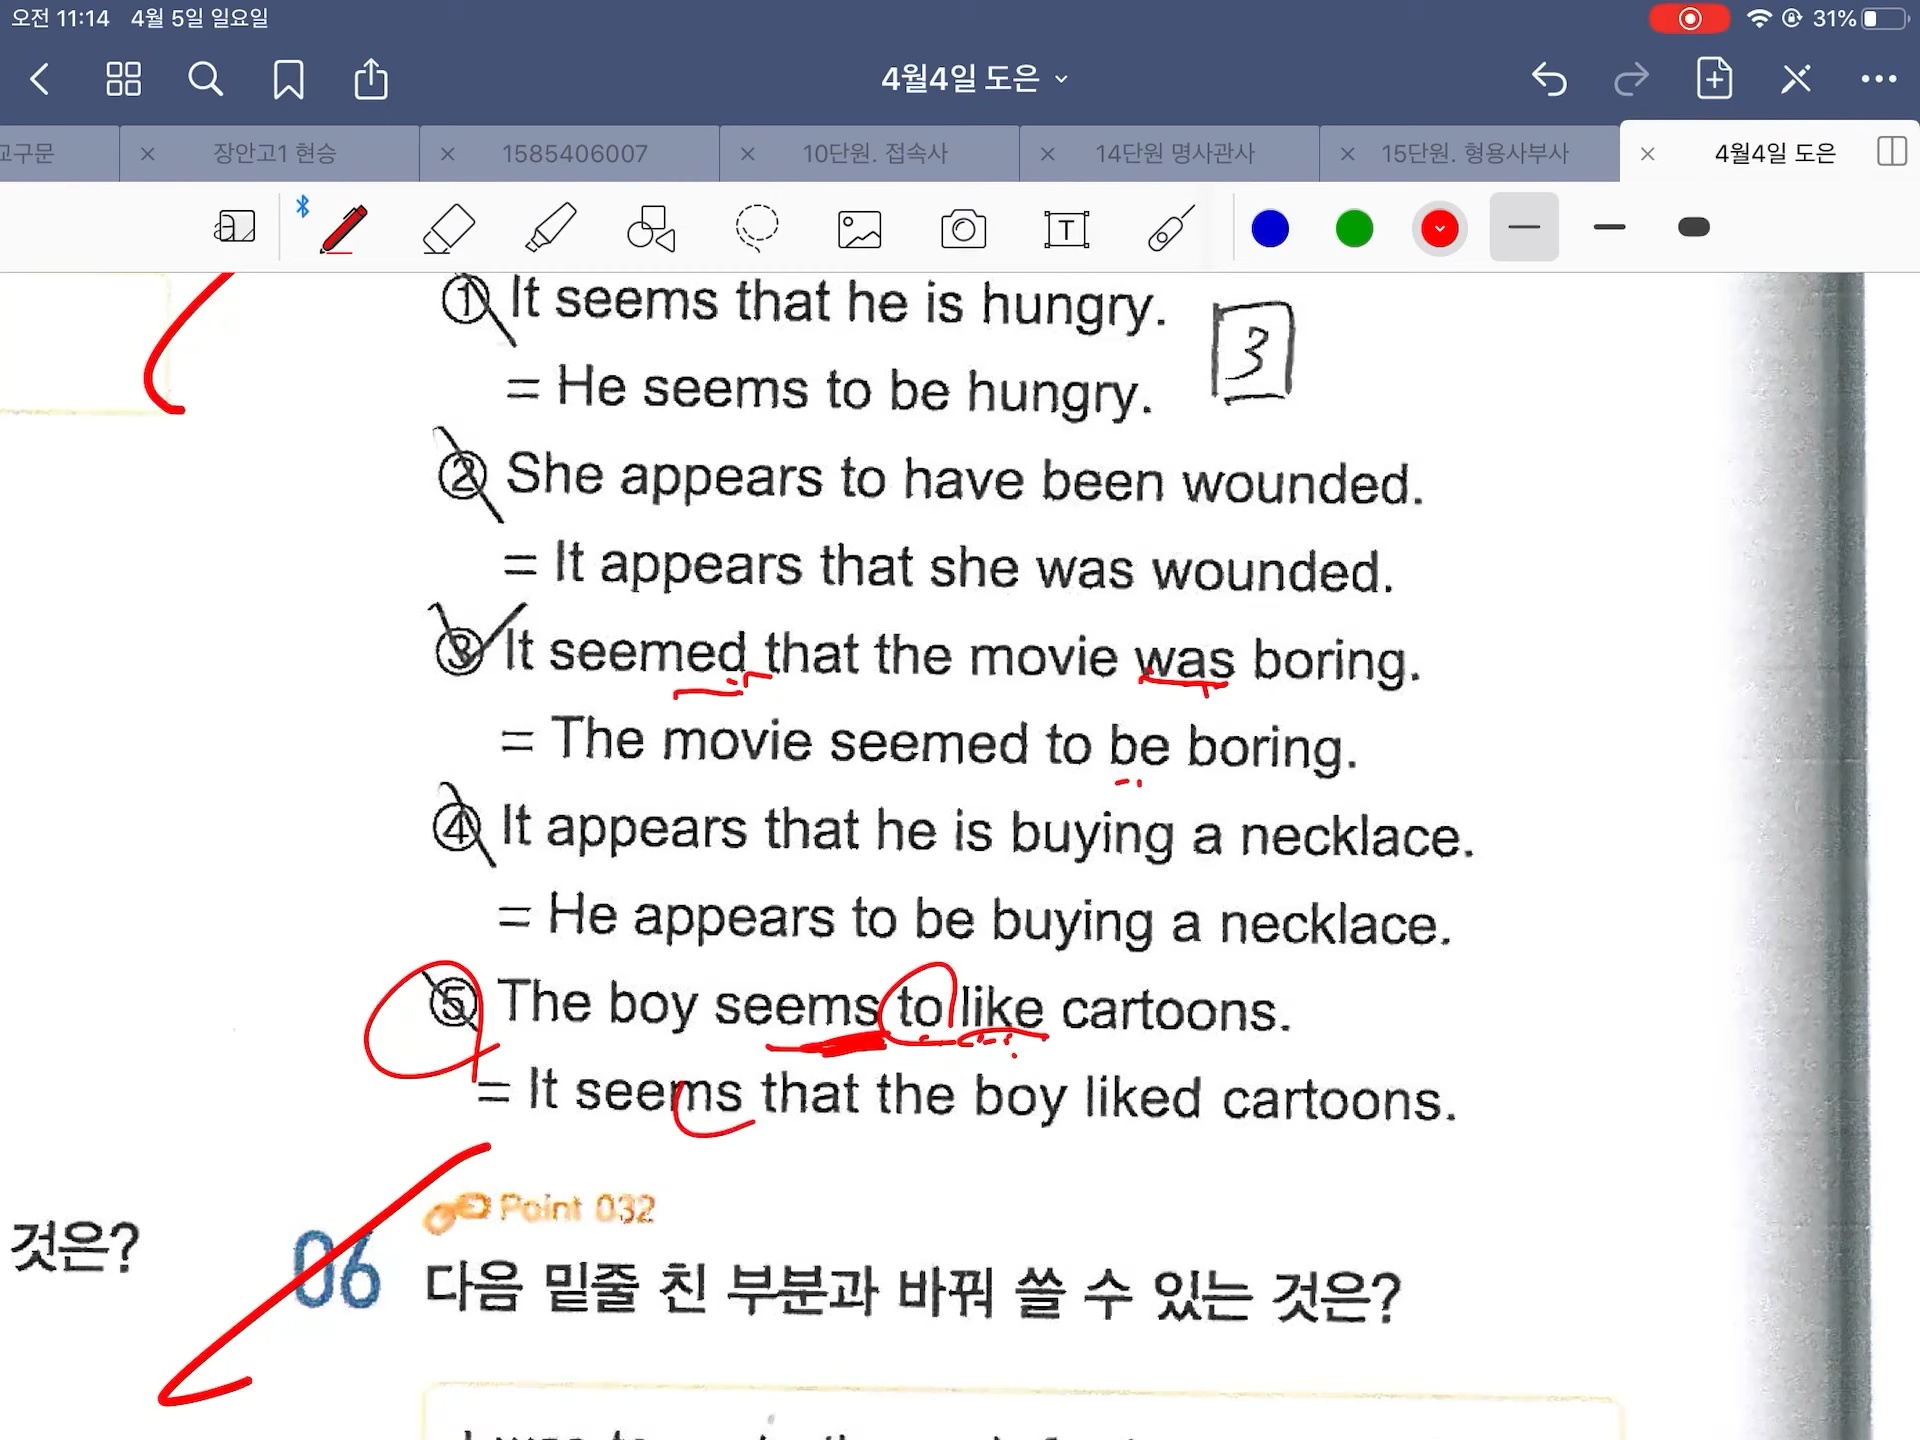 오전 11:14 4월 5일 일요일 31%
4월4일 도은
교구문 장안고1 현승 1585406007 10단원. 접속사 14단원 명사관사 15단원. 형용사부사 4월4일 도은
① It seems that he is hungry.
3
= He seems to be hungry.
② She appears to have been wounded.
= It appears that she was wounded.
③ It seemed that the movie was boring.
= The movie seemed to be boring.
④ It appears that he is buying a necklace.
= He appears to be buying a necklace.
⑤ The boy seems to like cartoons.
= It seems that the boy liked cartoons.
Point 032
것은?
06 다음 밑줄 친 부분과 바꿔 쓸 수 있는 것은?